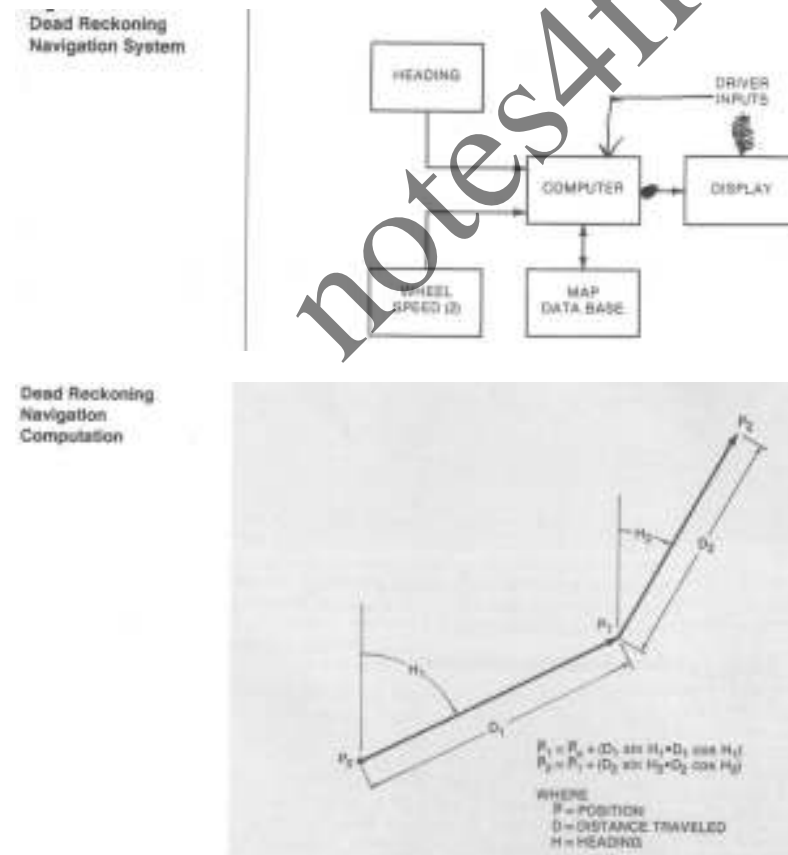 Dead Reckoning
Navigation System
HEADING
DRIVER
INPUTS
COMPUTER
DISPLAY
WHEEL
SPEED (2)
MAP
DATA BASE
notes4fr
Dead Reckoning
Navigation
Computation
P₂
H₂
D₂
P₁
H₁
D₁
P₀
P₁ = P₀ + (D₁ sin H₁•D₁ cos H₁)
P₂ = P₁ + (D₂ sin H₂•D₂ cos H₂)
WHERE
P = POSITION
D = DISTANCE TRAVELED
H = HEADING